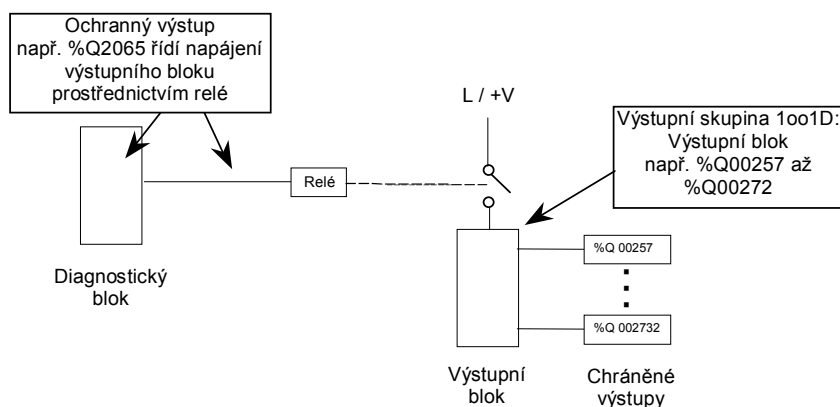 Ochranný výstup
např. %Q2065 řídí napájení
výstupního bloku
prostřednictvím relé
L / +V
Výstupní skupina 1oo1D:
Výstupní blok
např. %Q00257 až
%Q00272
Relé
Diagnostický
blok
%Q 00257
%Q 002732
Výstupní
blok
Chráněné
výstupy